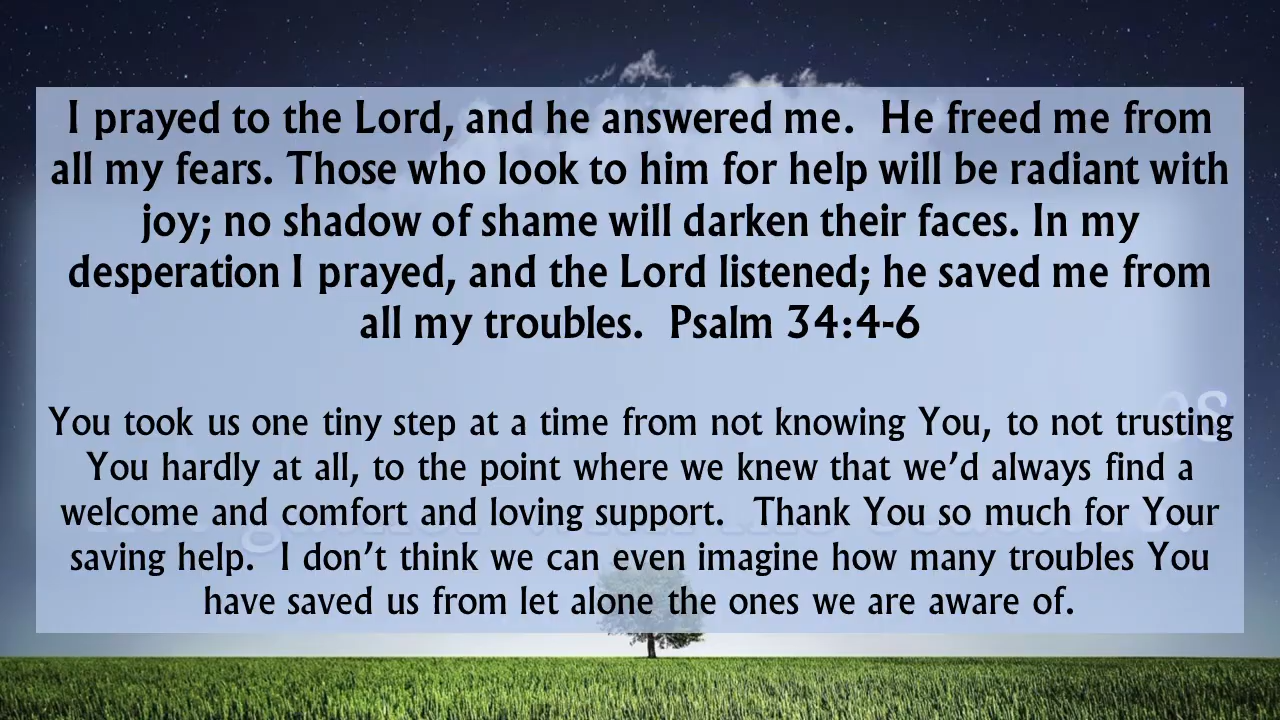 I prayed to the Lord, and he answered me.  He freed me from
all my fears. Those who look to him for help will be radiant with
joy; no shadow of shame will darken their faces. In my
desperation I prayed, and the Lord listened; he saved me from
all my troubles.  Psalm 34:4-6
You took us one tiny step at a time from not knowing You, to not trusting
You hardly at all, to the point where we knew that we’d always find a
welcome and comfort and loving support.  Thank You so much for Your
saving help.  I don’t think we can even imagine how many troubles You
have saved us from let alone the ones we are aware of.